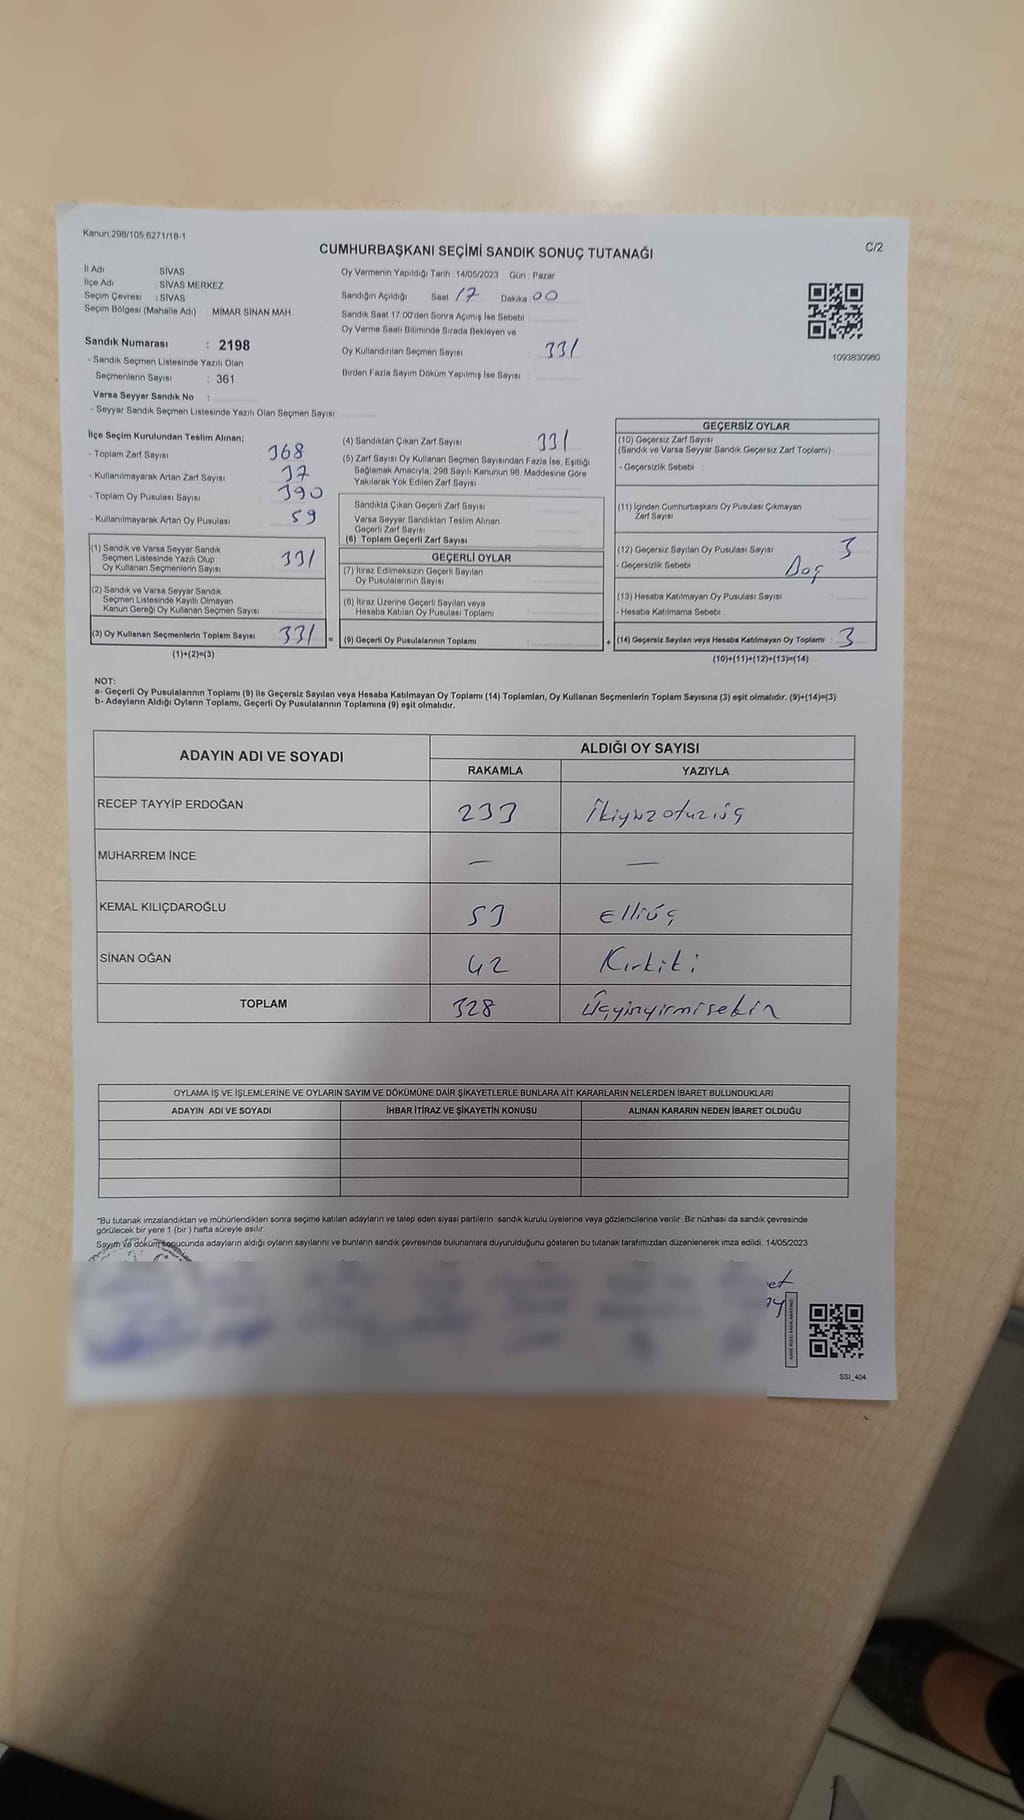 Kanun:298/105,6271/18-1
C/2
CUMHURBAŞKANI SEÇİMİ SANDIK SONUÇ TUTANAĞI
İl Adı : SİVAS
İlçe Adı : SİVAS MERKEZ
Seçim Çevresi : SİVAS
Seçim Bölgesi (Mahalle Adı) MİMAR SİNAN MAH
Sandık Numarası : 2198
- Sandık Seçmen Listesinde Yazılı Olan
Seçmenlerin Sayısı : 361
Varsa Seyyar Sandık No :
- Seyyar Sandık Seçmen Listesinde Yazılı Olan Seçmen Sayısı
Oy Vermenin Yapıldığı Tarih :14/05/2023 Gün : Pazar
Sandığın Açıldığı Saat 17 Dakika 00
Sandık Saat 17:00'den Sonra Açımış İse Sebebi
Oy Verme Saati Bitiminde Sırada Bekleyen ve
Oy Kullandırılan Seçmen Sayısı 331
Birden Fazla Sayım Döküm Yapılmış İse Sayısı
1093830980
İlçe Seçim Kurulundan Teslim Alınan;
- Toplam Zarf Sayısı : 368
- Kullanılmayarak Artan Zarf Sayısı : 37
- Toplam Oy Pusulası Sayısı : 390
- Kullanılmayarak Artan Oy Pusulası : 59
(1) Sandık ve Varsa Seyyar Sandık
Seçmen Listesinde Yazılı Olup
Oy Kullanan Seçmenlerin Sayısı 331
(2) Sandık ve Varsa Seyyar Sandık
Seçmen Listesinde Kayıtlı Olmayan
Kanun Gereği Oy Kullanan Seçmen Sayısı
(3) Oy Kullanan Seçmenlerin Toplam Sayısı 331 =
(1)+(2)=(3)
(4) Sandıktan Çıkan Zarf Sayısı 331
(5) Zarf Sayısı Oy Kullanan Seçmen Sayısından Fazla İse, Eşitliği
Sağlamak Amacıyla; 298 Sayılı Kanunun 98. Maddesine Göre
Yakılarak Yok Edilen Zarf Sayısı
Sandıkta Çıkan Geçerli Zarf Sayısı
Varsa Seyyar Sandıktan Teslim Alınan
Geçerli Zarf Sayısı
(6) Toplam Geçerli Zarf Sayısı
GEÇERLİ OYLAR
(7) İtiraz Edilmeksizin Geçerli Sayılan
Oy Pusulalarının Sayısı
(8) İtiraz Üzerine Geçerli Sayılan veya
Hesaba Katılan Oy Pusulası Toplamı
(9) Geçerli Oy Pusulalarının Toplamı +
GEÇERSİZ OYLAR
(10) Geçersiz Zarf Sayısı
(Sandık ve Varsa Seyyar Sandık Geçersiz Zarf Toplamı)
- Geçersizlik Sebebi :
(11) İçinden Cumhurbaşkanı Oy Pusulası Çıkmayan
Zarf Sayısı
(12) Geçersiz Sayılan Oy Pusulası Sayısı 3
- Geçersizlik Sebebi
(13) Hesaba Katılmayan Oy Pusulası Sayısı
- Hesaba Katılmama Sebebi :
(14) Geçersiz Sayılan veya Hesaba Katılmayan Oy Toplamı : 3
(10)+(11)+(12)+(13)=(14)
NOT:
a- Geçerli Oy Pusulalarının Toplamı (9) ile Geçersiz Sayılan veya Hesaba Katılmayan Oy Toplamı (14) Toplamları, Oy Kullanan Seçmenlerin Toplam Sayısına (3) eşit olmalıdır. (9)+(14)=(3)
b- Adayların Aldığı Oyların Toplamı, Geçerli Oy Pusulalarının Toplamına (9) eşit olmalıdır.
ADAYIN ADI VE SOYADI
ALDIĞI OY SAYISI
RAKAMLA YAZIYLA
RECEP TAYYİP ERDOĞAN 233 İkiyüzotuzüç
MUHARREM İNCE — —
KEMAL KILIÇDAROĞLU 53 elliüç
SİNAN OĞAN 42 Kırkiki
TOPLAM 328 Üçyüzyirmisekiz
OYLAMA İŞ VE İŞLEMLERİNE VE OYLARIN SAYIM VE DÖKÜMÜNE DAİR ŞİKAYETLERLE BUNLARA AİT KARARLARIN NELERDEN İBARET BULUNDUKLARI
ADAYIN ADI VE SOYADI İHBAR İTİRAZ VE ŞİKAYETİN KONUSU ALINAN KARARIN NEDEN İBARET OLDUĞU
*Bu tutanak imzalandıktan ve mühürlendikten sonra seçime katılan adayların ve talep eden siyasi partilerin sandık kurulu üyelerine veya gözlemcilerine verilir. Bir nüshası da sandık çevresinde
görülecek bir yere 1 (bir ) hafta süreyle asılır.
Sayım ve döküm sonucunda adayların aldığı oyların sayılarını ve bunların sandık çevresinde bulunanlara duyurulduğunu gösteren bu tutanak tarafımızdan düzenlenerek imza edildi. 14/05/2023
SSI_404